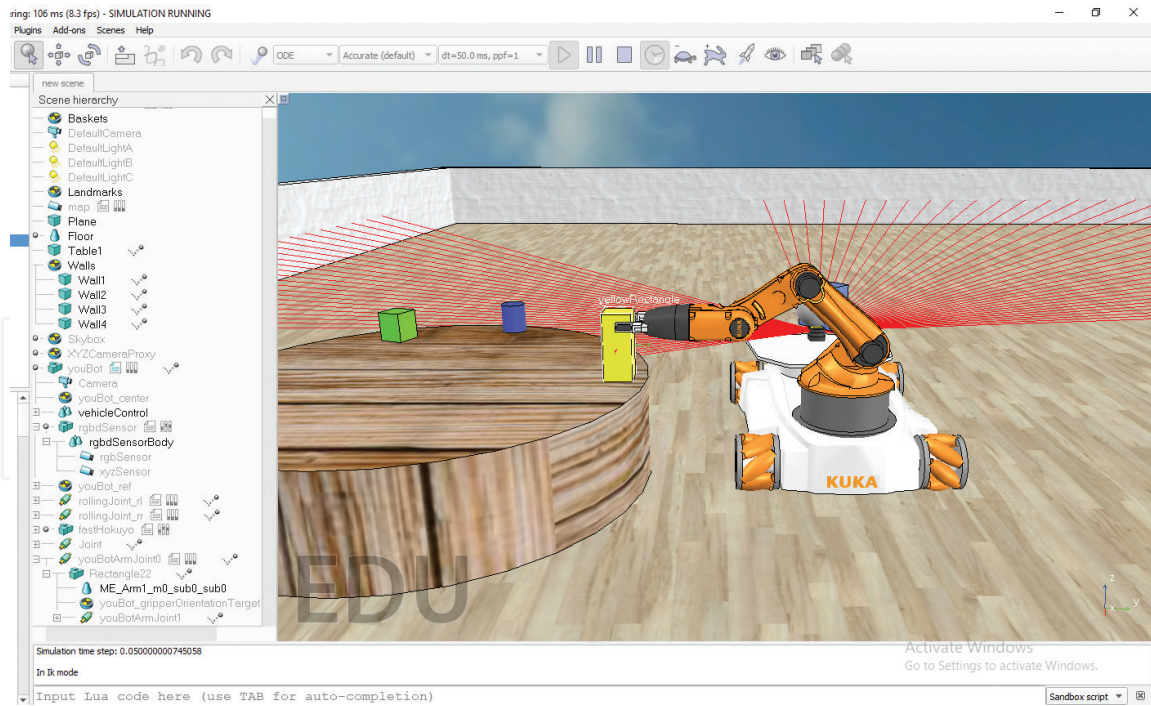 ering: 106 ms (8.3 fps) - SIMULATION RUNNING
Plugins Add-ons Scenes Help
ODE Accurate (default) dt=50.0 ms, ppf=1
new scene
Scene hierarchy
Baskets
DefaultCamera
DefaultLightA
DefaultLightB
DefaultLightC
Landmarks
map
Plane
Floor
Table1
Walls
Wall1
Wall2
Wall3
Wall4
Skybox
XYZCameraProxy
youBot
Camera
youBot_center
vehicleControl
rgbdSensor
rgbdSensorBody
rgbSensor
xyzSensor
youBot_ref
rollingJoint_rl
rollingJoint_rr
fastHokuyo
Joint
youBotArmJoint0
Rectangle22
ME_Arm1_m0_sub0_sub0
youBot_gripperOrientationTarget
youBotArmJoint1
yellowRectangle
KUKA
KUKA
EDU
z
x
y
Simulation time step: 0.050000000745058
In Ik mode
Activate Windows
Go to Settings to activate Windows.
Input Lua code here (use TAB for auto-completion)
Sandbox script